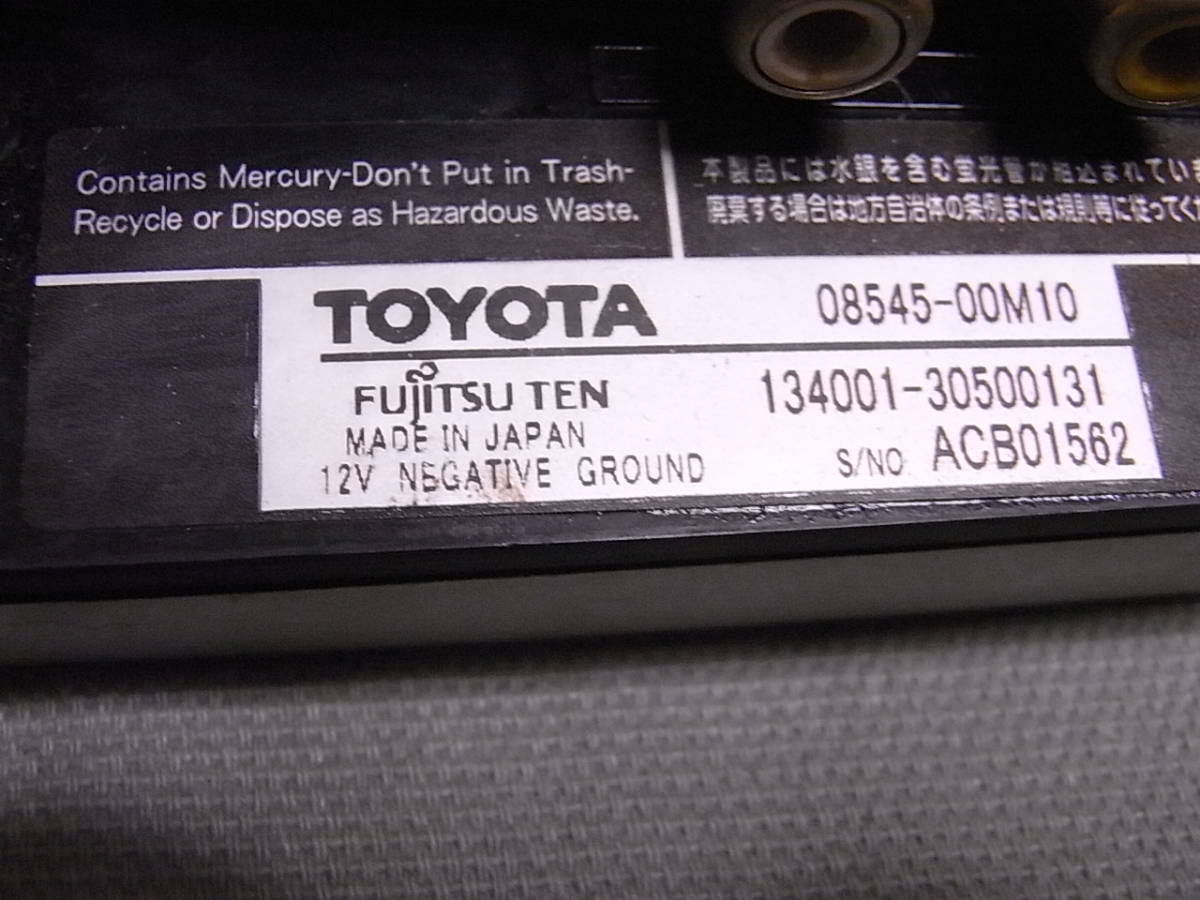 Contains Mercury-Don't Put in Trash-
Recycle or Dispose as Hazardous Waste.
本製品には水銀を含む蛍光管が組込まれていま
廃棄する場合は地方自治体の条例または規則等に従ってく
TOYOTA 08545-00M10
FUJITSU TEN 134001-30500131
MADE IN JAPAN
12V NEGATIVE GROUND S/NO ACB01562